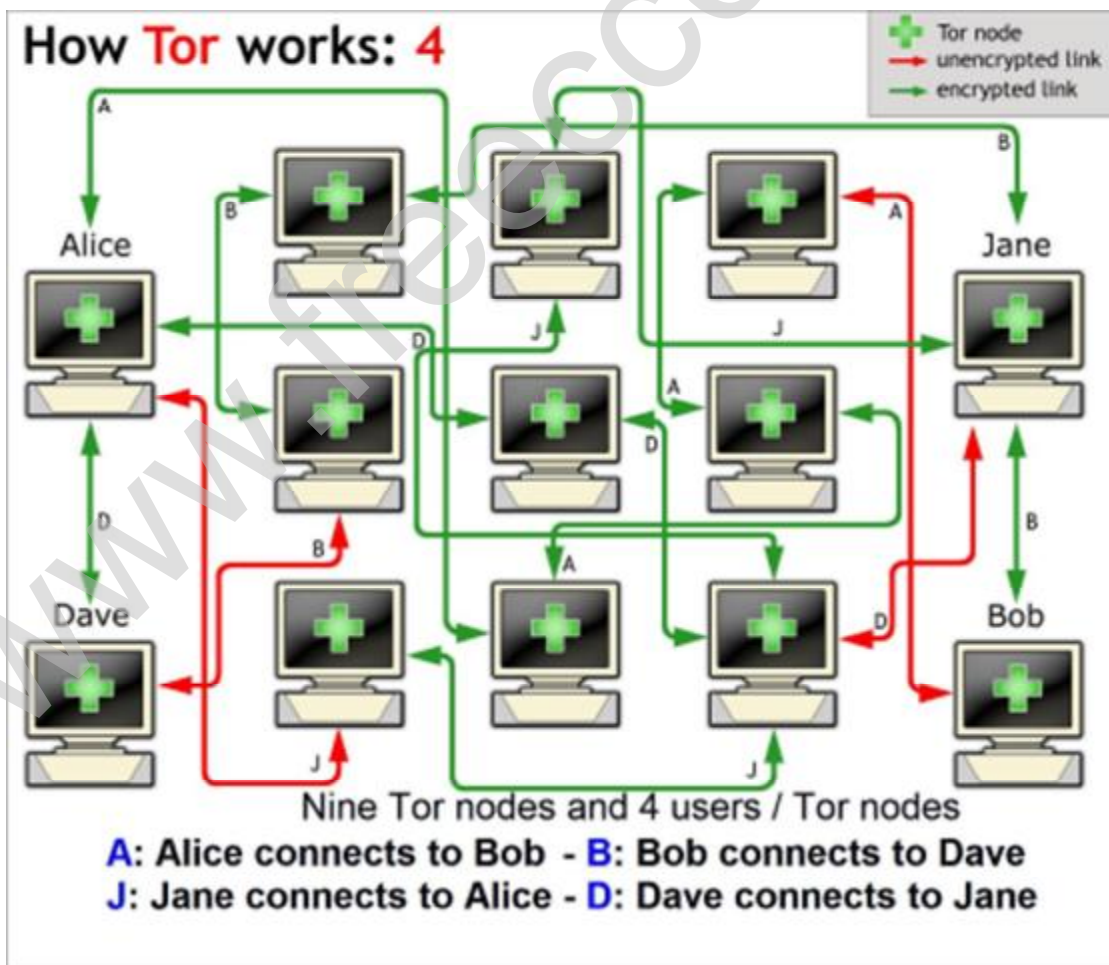 How Tor works: 4
Tor node
unencrypted link
encrypted link
A
B
B
A
Alice
Jane
J
D
J
A
D
D
B
B
A
D
Dave
Bob
J
J
Nine Tor nodes and 4 users / Tor nodes
A: Alice connects to Bob - B: Bob connects to Dave
J: Jane connects to Alice - D: Dave connects to Jane